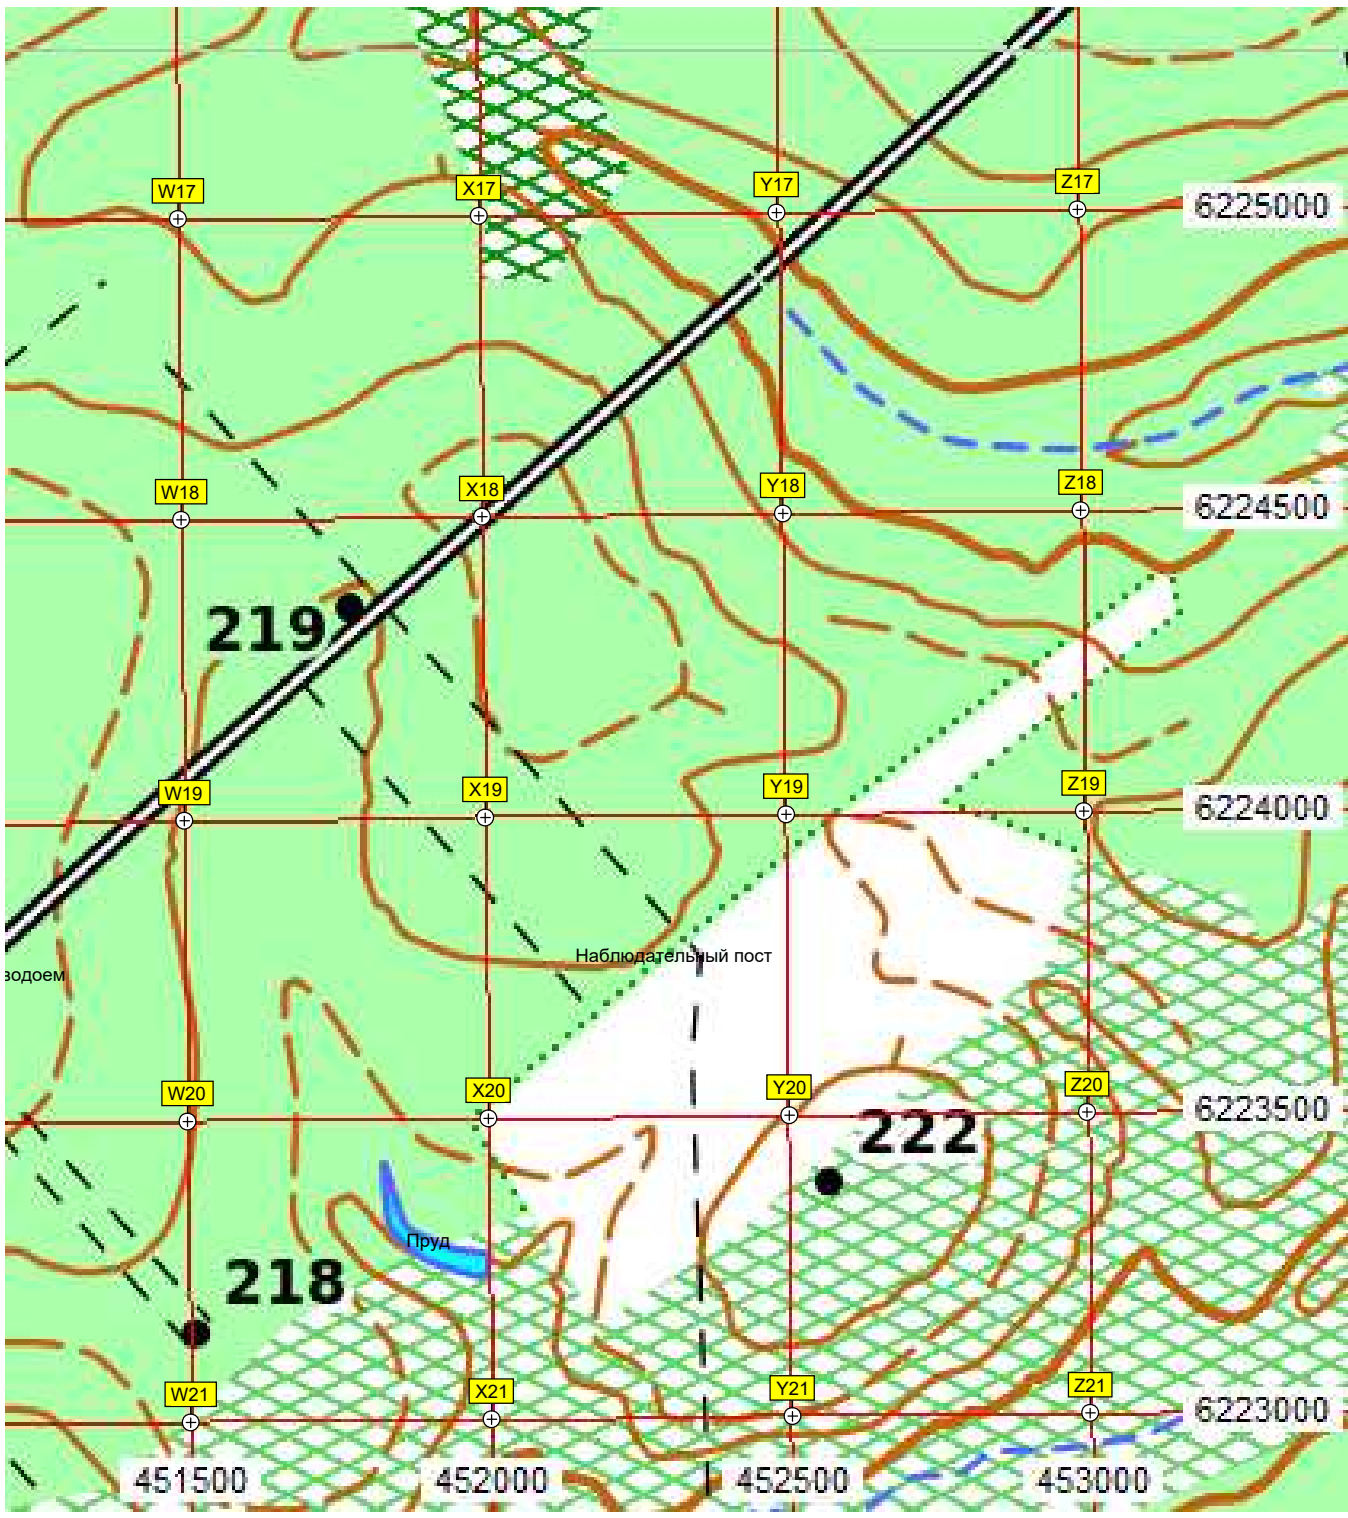 W17
X17
Y17
Z17
6225000
W18
X18
Y18
Z18
6224500
219
W19
X19
Y19
Z19
6224000
Наблюдательный пост
водоем
W20
X20
Y20
Z20
6223500
222
Пруд
218
W21
X21
Y21
Z21
6223000
451500
452000
452500
453000